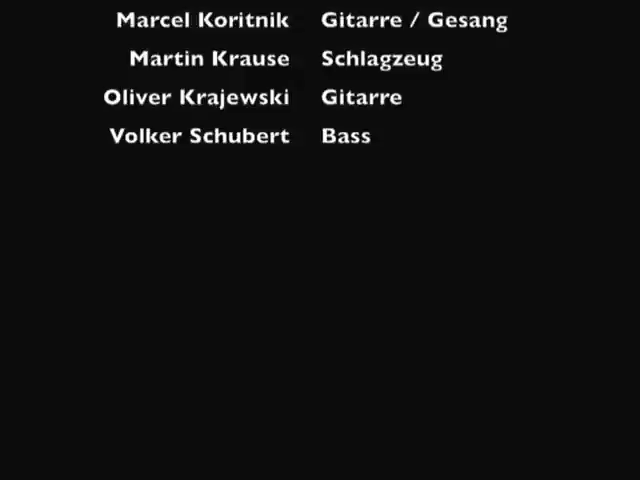 Marcel Koritnik Gitarre / Gesang
Martin Krause Schlagzeug
Oliver Krajewski Gitarre
Volker Schubert Bass